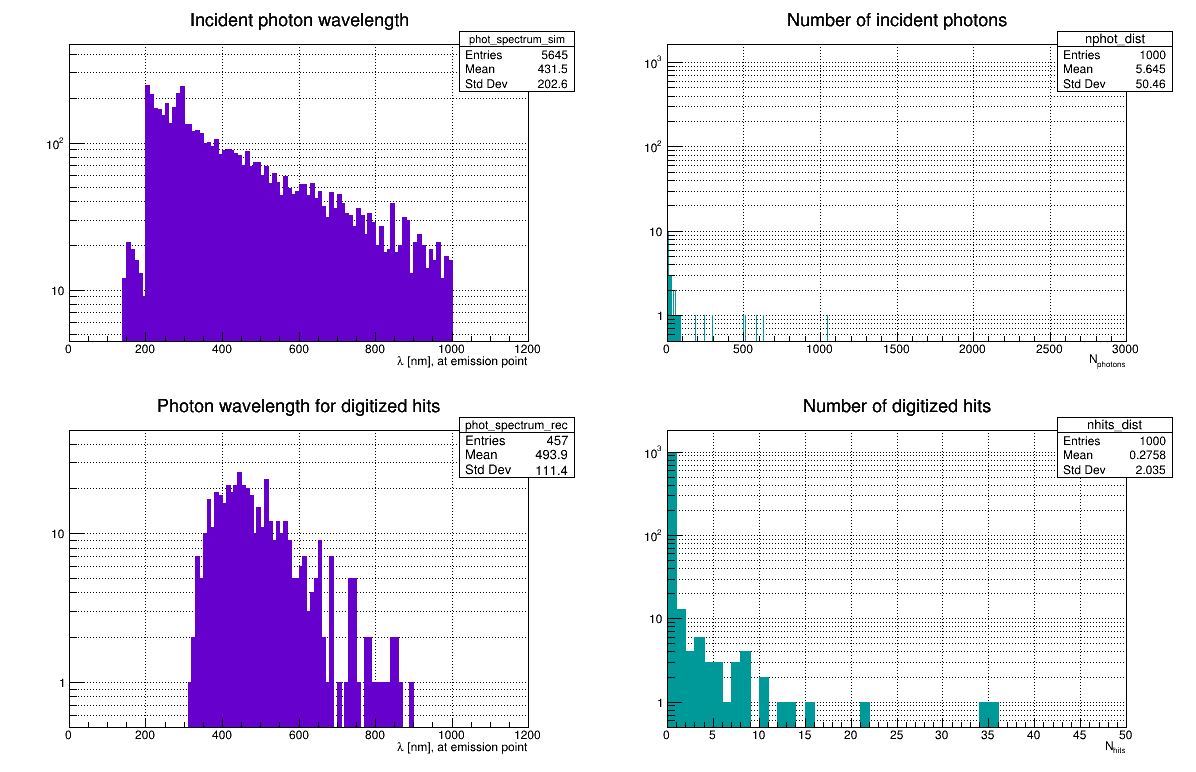 Incident photon wavelength
phot_spectrum_sim
Entries 5645
Mean 431.5
Std Dev 202.6
10²
10
0 200 400 600 800 1000 1200
λ [nm], at emission point
Number of incident photons
nphot_dist
Entries 1000
Mean 5.645
Std Dev 50.46
10³
10²
10
1
0 500 1000 1500 2000 2500 3000
Nphotons
Photon wavelength for digitized hits
phot_spectrum_rec
Entries 457
Mean 493.9
Std Dev 111.4
10
1
0 200 400 600 800 1000 1200
λ [nm], at emission point
Number of digitized hits
nhits_dist
Entries 1000
Mean 0.2758
Std Dev 2.035
10³
10²
10
1
0 5 10 15 20 25 30 35 40 45 50
Nhits